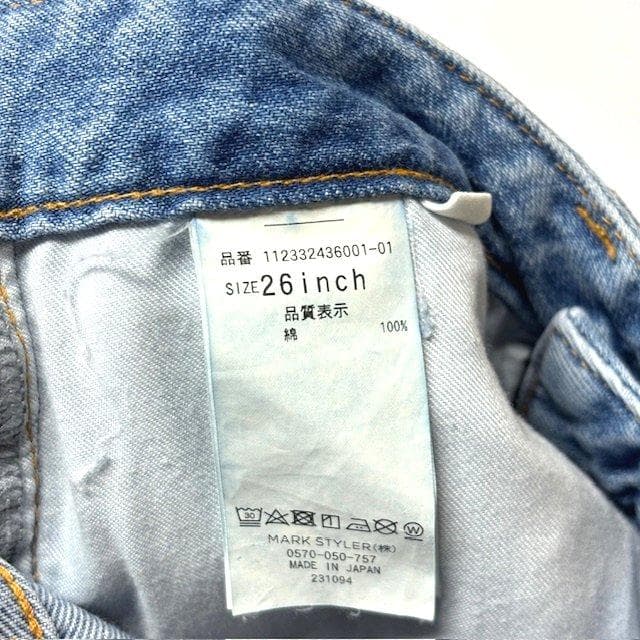 品番 112332436001-01
SIZE 26inch
品質表示
綿 100%
30 W
MARK STYLER(株)
0570-050-757
MADE IN JAPAN
231094